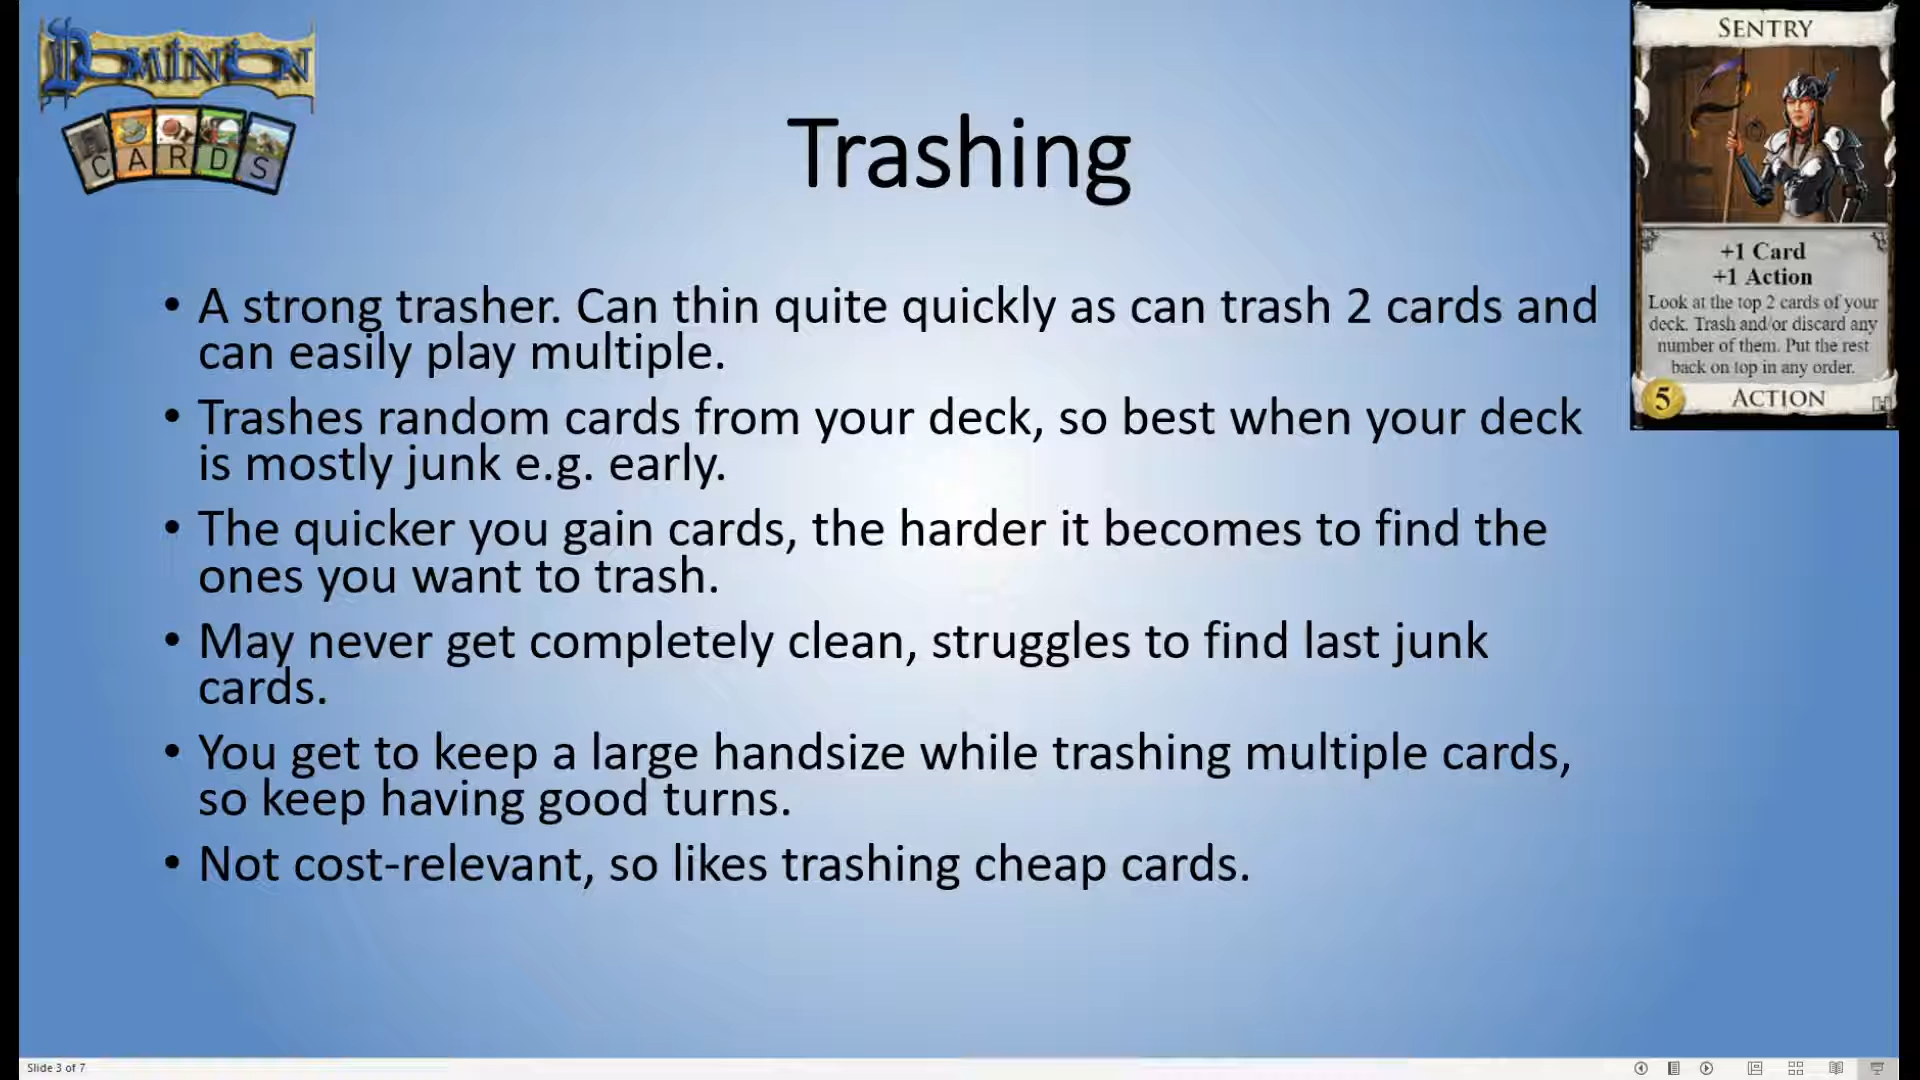 DOMINION
CARDS
SENTRY
Trashing
+1 Card
+1 Action
Look at the top 2 cards of your
deck. Trash and/or discard any
number of them. Put the rest
back on top in any order.
5 ACTION
• A strong trasher. Can thin quite quickly as can trash 2 cards and
can easily play multiple.
• Trashes random cards from your deck, so best when your deck
is mostly junk e.g. early.
• The quicker you gain cards, the harder it becomes to find the
ones you want to trash.
• May never get completely clean, struggles to find last junk
cards.
• You get to keep a large handsize while trashing multiple cards,
so keep having good turns.
• Not cost-relevant, so likes trashing cheap cards.
Slide 3 of 7